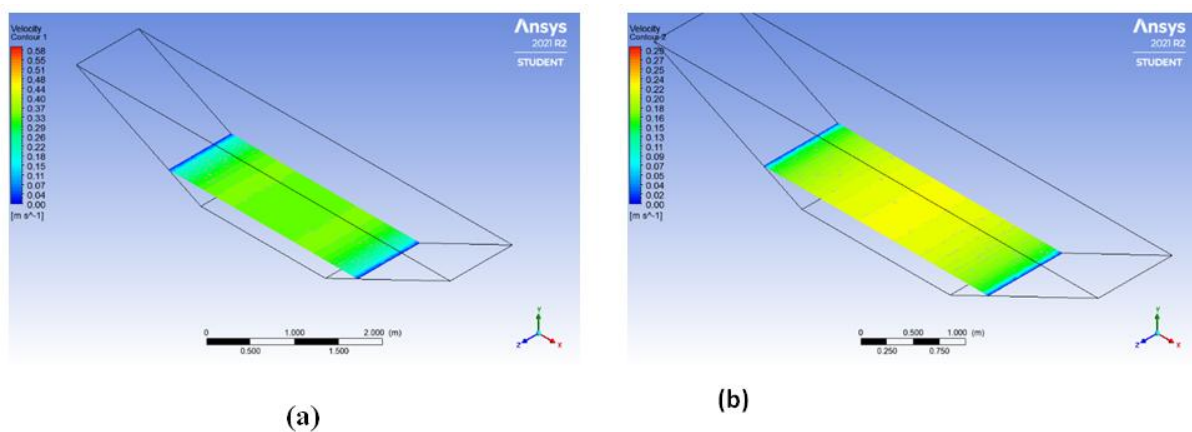 Velocity
Contour 1
0.58
0.55
0.51
0.48
0.44
0.40
0.37
0.33
0.29
0.26
0.22
0.18
0.15
0.11
0.07
0.04
0.00
[m s^-1]
Ansys
2021 R2
STUDENT
0
1.000
2.000
(m)
0.500
1.500
Y
Z
X
(a)
Velocity
Contour 2
0.28
0.27
0.25
0.24
0.22
0.20
0.18
0.16
0.15
0.13
0.11
0.09
0.07
0.05
0.04
0.02
0.00
[m s^-1]
Ansys
2021 R2
STUDENT
0
0.500
1.000
(m)
0.250
0.750
Y
Z
X
(b)